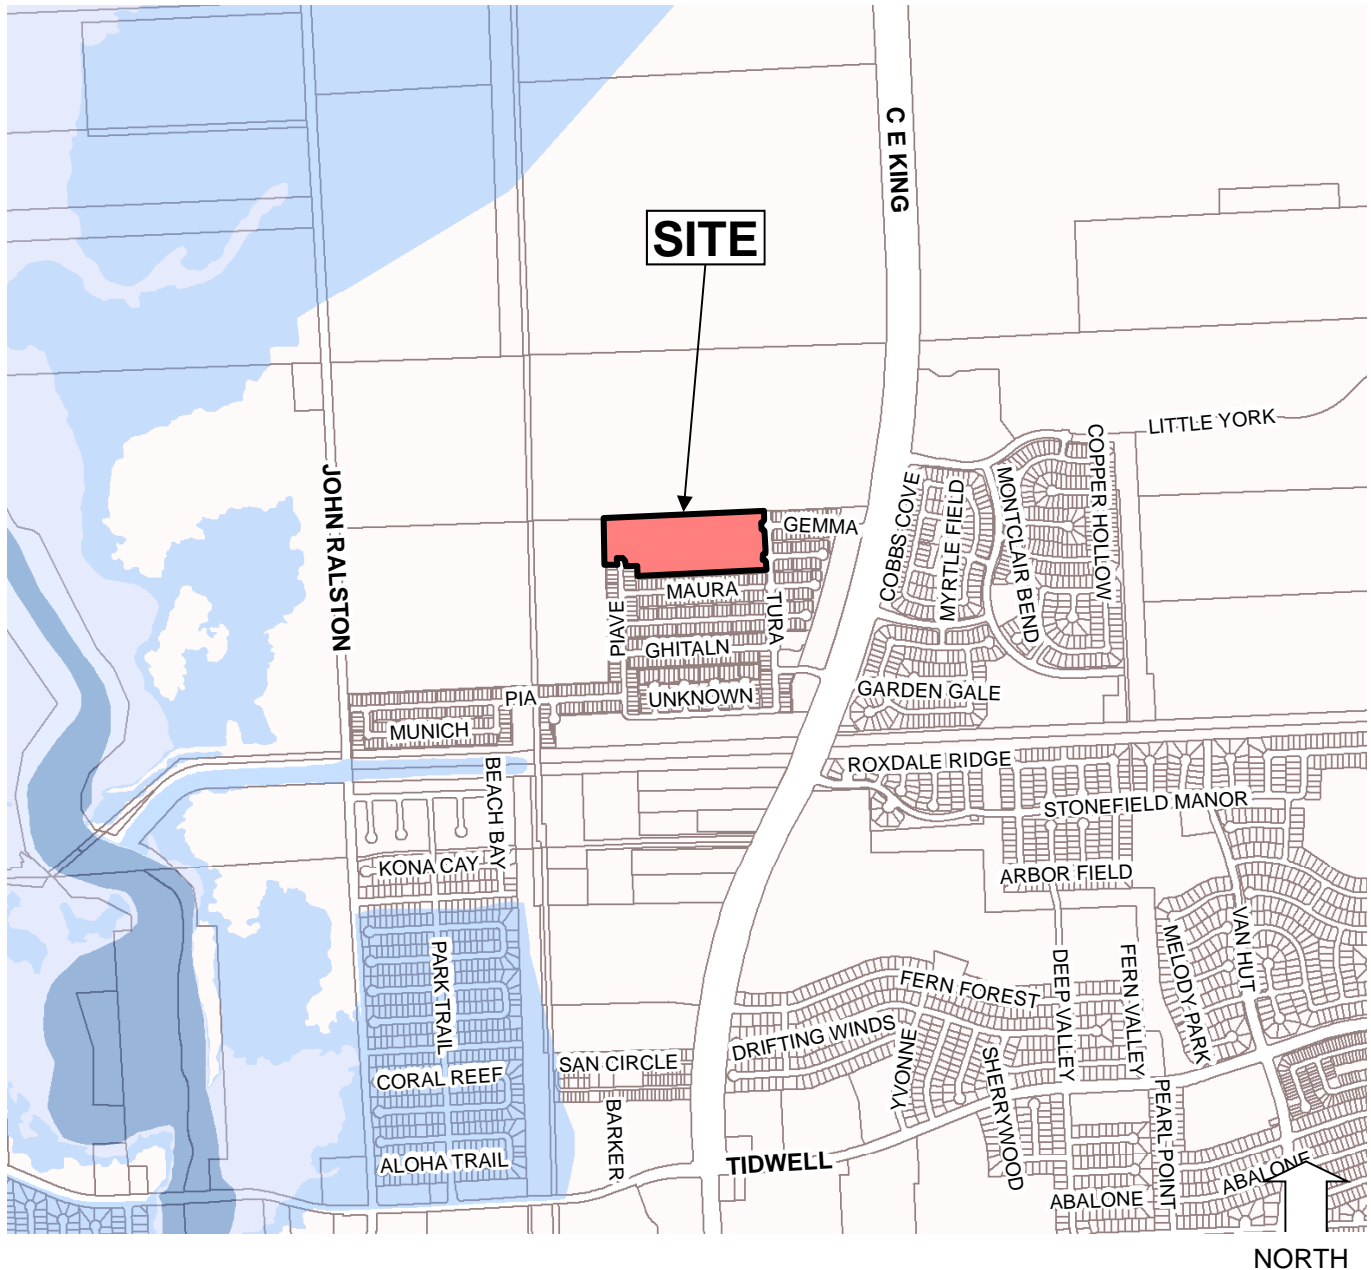 C E KING
SITE
LITTLE YORK
COPPER HOLLOW
MONTCLAIR BEND
MYRTLE FIELD
COBBS COVE
JOHN RALSTON
GEMMA
MAURA
TURA
PIAVE
GHITALN
UNKNOWN
PIA
GARDEN GALE
MUNICH
ROXDALE RIDGE
BEACH BAY
STONEFIELD MANOR
KONA CAY
ARBOR FIELD
VAN HUT
MELODY PARK
PARK TRAIL
FERN FOREST
DEEP VALLEY
FERN VALLEY
DRIFTING WINDS
YVONNE
SAN CIRCLE
SHERRYWOOD
CORAL REEF
BARKER
PEARL POINT
TIDWELL
ALOHA TRAIL
ABALONE
ABALONE
NORTH